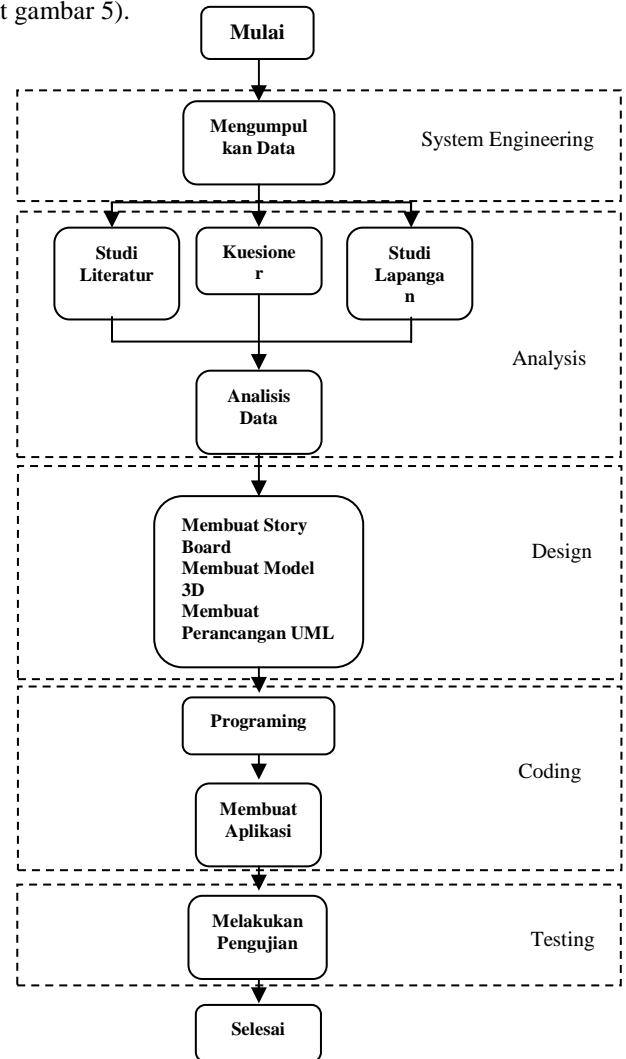 t gambar 5).
Mulai
Mengumpul
kan Data
System Engineering
Studi
Literatur
Kuesione
r
Studi
Lapanga
n
Analysis
Analisis
Data
Membuat Story
Board
Membuat Model
3D
Membuat
Perancangan UML
Design
Programing
Coding
Membuat
Aplikasi
Melakukan
Pengujian
Testing
Selesai